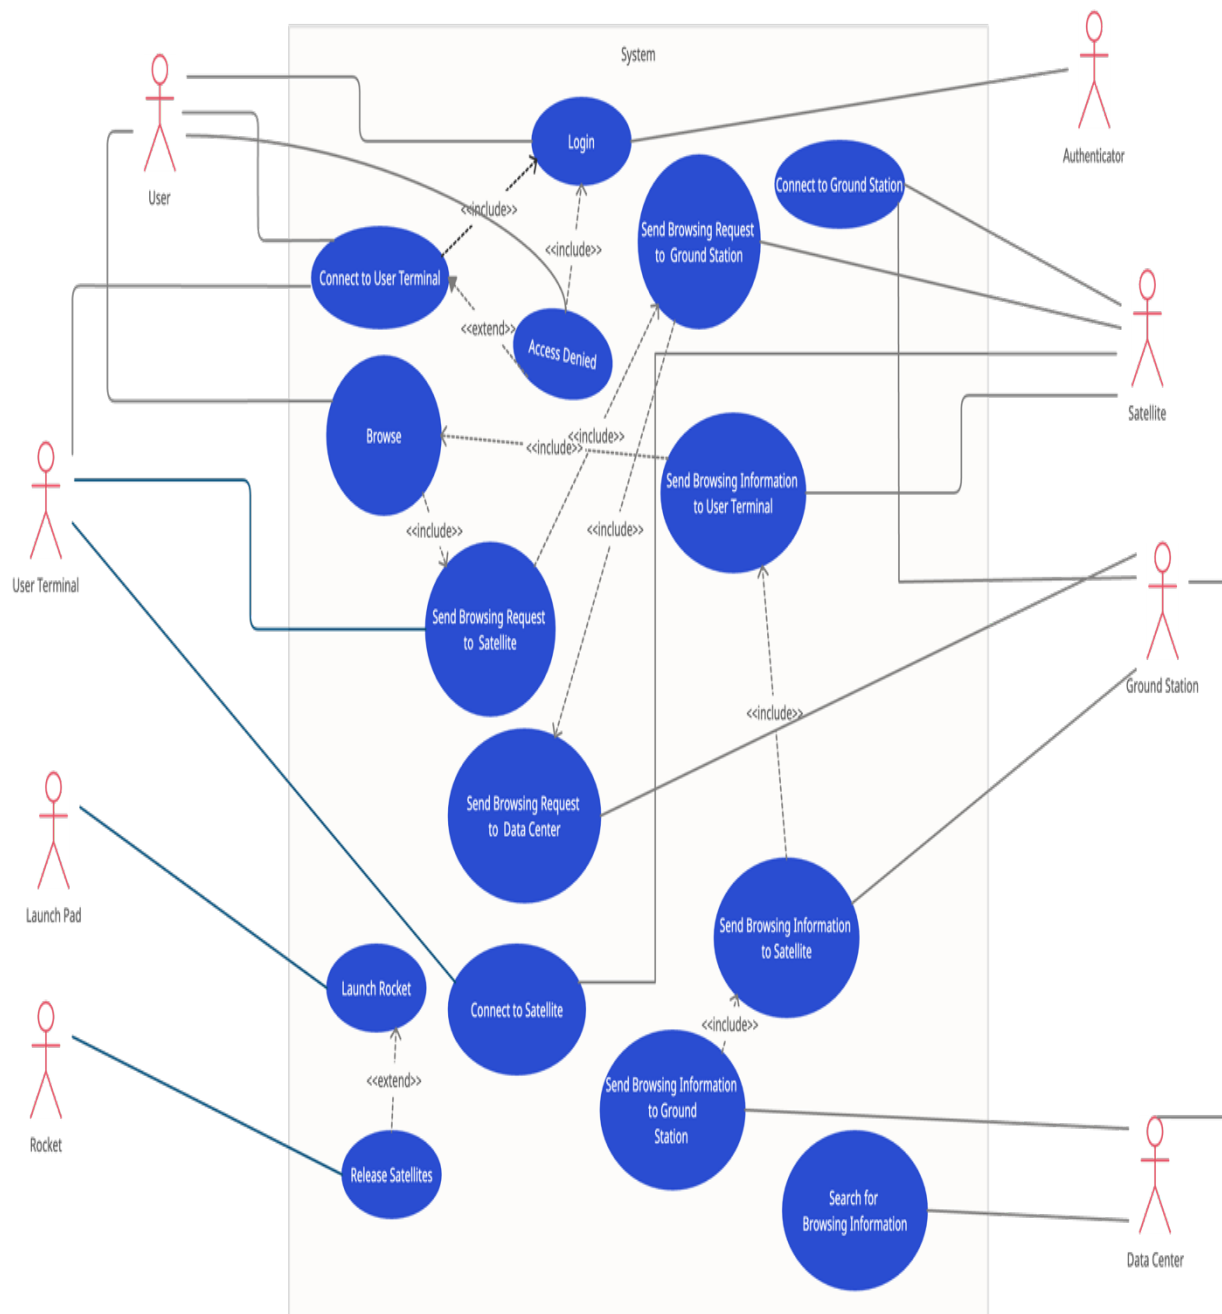 System
User
Authenticator
Login
Connect to Ground Station
<<include>>
Send Browsing Request
to Ground Station
<<include>>
Connect to User Terminal
<<extend>>
Access Denied
Satellite
Browse
<<include>>
<<include>>
Send Browsing Information
to User Terminal
<<include>>
<<include>>
User Terminal
Send Browsing Request
to Satellite
Ground Station
<<include>>
Send Browsing Request
to Data Center
Launch Pad
Send Browsing Information
to Satellite
Launch Rocket
Connect to Satellite
<<include>>
<<extend>>
Send Browsing Information
to Ground
Station
Rocket
Release Satellites
Search for
Browsing Information
Data Center